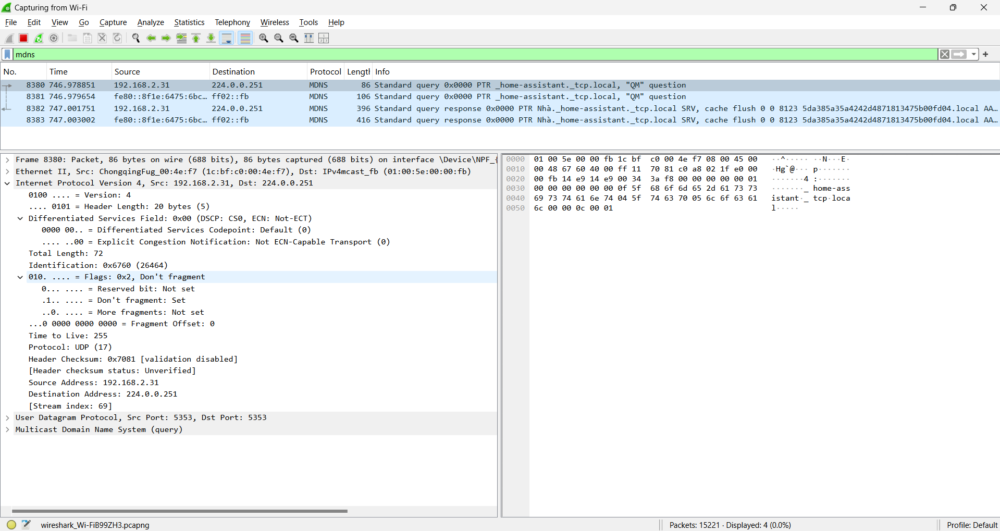 Capturing from Wi-Fi
File Edit View Go Capture Analyze Statistics Telephony Wireless Tools Help
mdns
No. Time Source Destination Protocol Length Info
8380 746.978851 192.168.2.31 224.0.0.251 MDNS 86 Standard query 0x0000 PTR _home-assistant._tcp.local, "QM" question
8381 746.979654 fe80::8f1e:6475:6bc… ff02::fb MDNS 106 Standard query 0x0000 PTR _home-assistant._tcp.local, "QM" question
8382 747.001751 192.168.2.31 224.0.0.251 MDNS 396 Standard query response 0x0000 PTR Nhà._home-assistant._tcp.local SRV, cache flush 0 0 8123 5da385a35a4242d4871813475b00fd04.local AA…
8383 747.003002 fe80::8f1e:6475:6bc… ff02::fb MDNS 416 Standard query response 0x0000 PTR Nhà._home-assistant._tcp.local SRV, cache flush 0 0 8123 5da385a35a4242d4871813475b00fd04.local AA…
Frame 8380: Packet, 86 bytes on wire (688 bits), 86 bytes captured (688 bits) on interface \Device\NPF_{
Ethernet II, Src: ChongqingFug_00:4e:f7 (1c:bf:c0:00:4e:f7), Dst: IPv4mcast_fb (01:00:5e:00:00:fb)
Internet Protocol Version 4, Src: 192.168.2.31, Dst: 224.0.0.251
0100 .... = Version: 4
.... 0101 = Header Length: 20 bytes (5)
Differentiated Services Field: 0x00 (DSCP: CS0, ECN: Not-ECT)
0000 00.. = Differentiated Services Codepoint: Default (0)
.... ..00 = Explicit Congestion Notification: Not ECN-Capable Transport (0)
Total Length: 72
Identification: 0x6760 (26464)
010. .... = Flags: 0x2, Don't fragment
0... .... = Reserved bit: Not set
.1.. .... = Don't fragment: Set
..0. .... = More fragments: Not set
...0 0000 0000 0000 = Fragment Offset: 0
Time to Live: 255
Protocol: UDP (17)
Header Checksum: 0x7081 [validation disabled]
[Header checksum status: Unverified]
Source Address: 192.168.2.31
Destination Address: 224.0.0.251
[Stream index: 69]
User Datagram Protocol, Src Port: 5353, Dst Port: 5353
Multicast Domain Name System (query)
0000 01 00 5e 00 00 fb 1c bf c0 00 4e f7 08 00 45 00 ··^····· ··N···E·
0010 00 48 67 60 40 00 ff 11 70 81 c0 a8 02 1f e0 00 ·Hg`@··· p·······
0020 00 fb 14 e9 14 e9 00 34 3a f8 00 00 00 00 00 01 ·······4 :·······
0030 00 00 00 00 00 00 0f 5f 68 6f 6d 65 2d 61 73 73 ·······_ home-ass
0040 69 73 74 61 6e 74 04 5f 74 63 70 05 6c 6f 63 61 istant·_ tcp·loca
0050 6c 00 00 0c 00 01 l·····
wireshark_Wi-FiB99ZH3.pcapng Packets: 15221 · Displayed: 4 (0.0%) Profile: Default